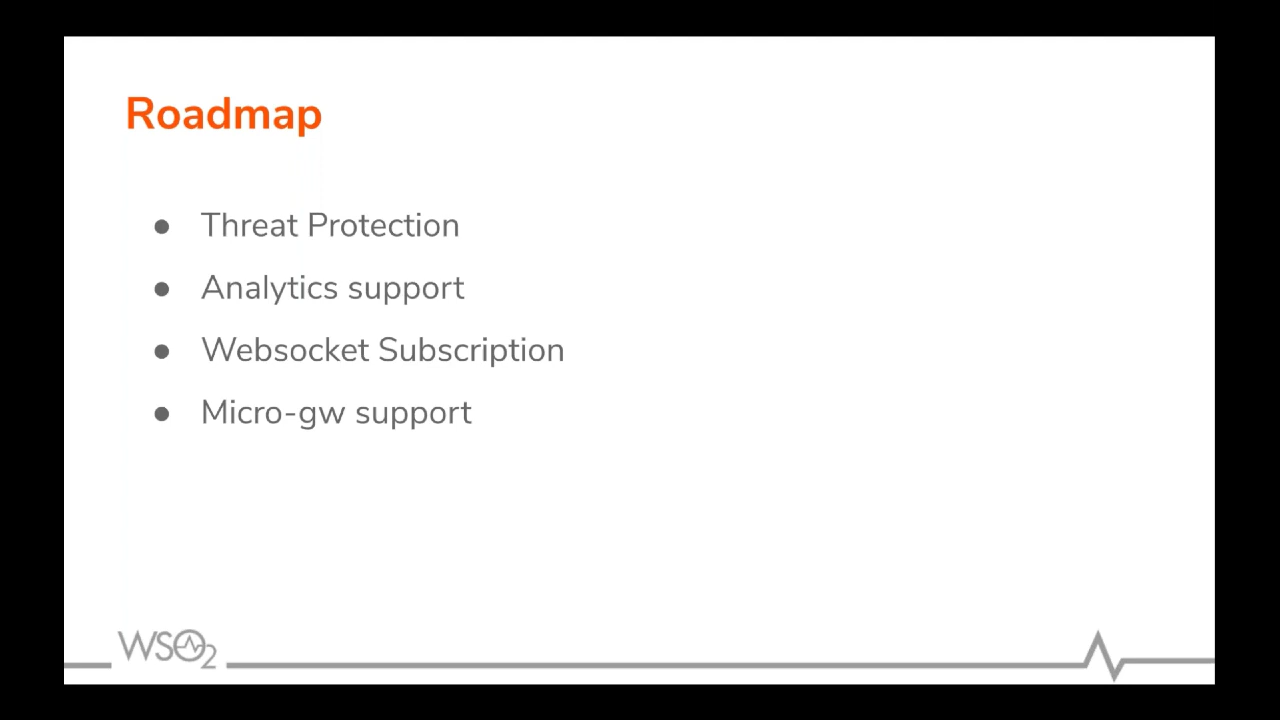 Roadmap
● Threat Protection
● Analytics support
● Websocket Subscription
● Micro-gw support
WSO2